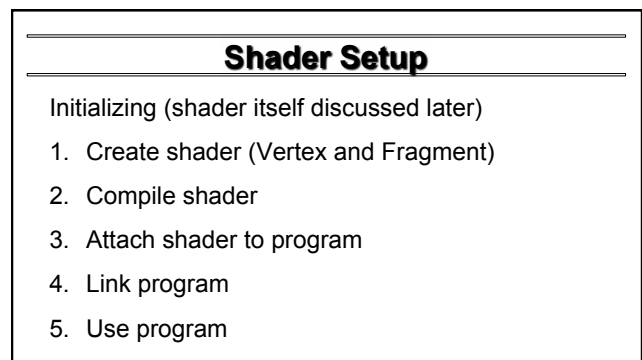 Shader Setup
Initializing (shader itself discussed later)
1. Create shader (Vertex and Fragment)
2. Compile shader
3. Attach shader to program
4. Link program
5. Use program